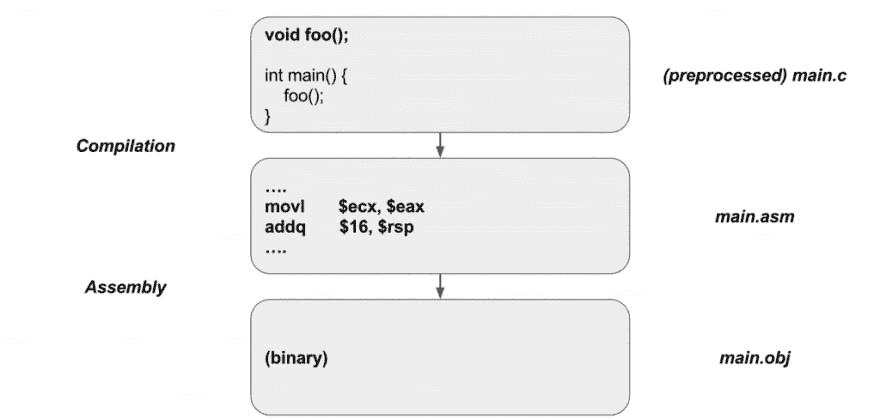 void foo();
int main() {
foo();
}
(preprocessed) main.c
Compilation
....
movl $ecx, $eax
addq $16, $rsp
....
main.asm
Assembly
(binary)
main.obj